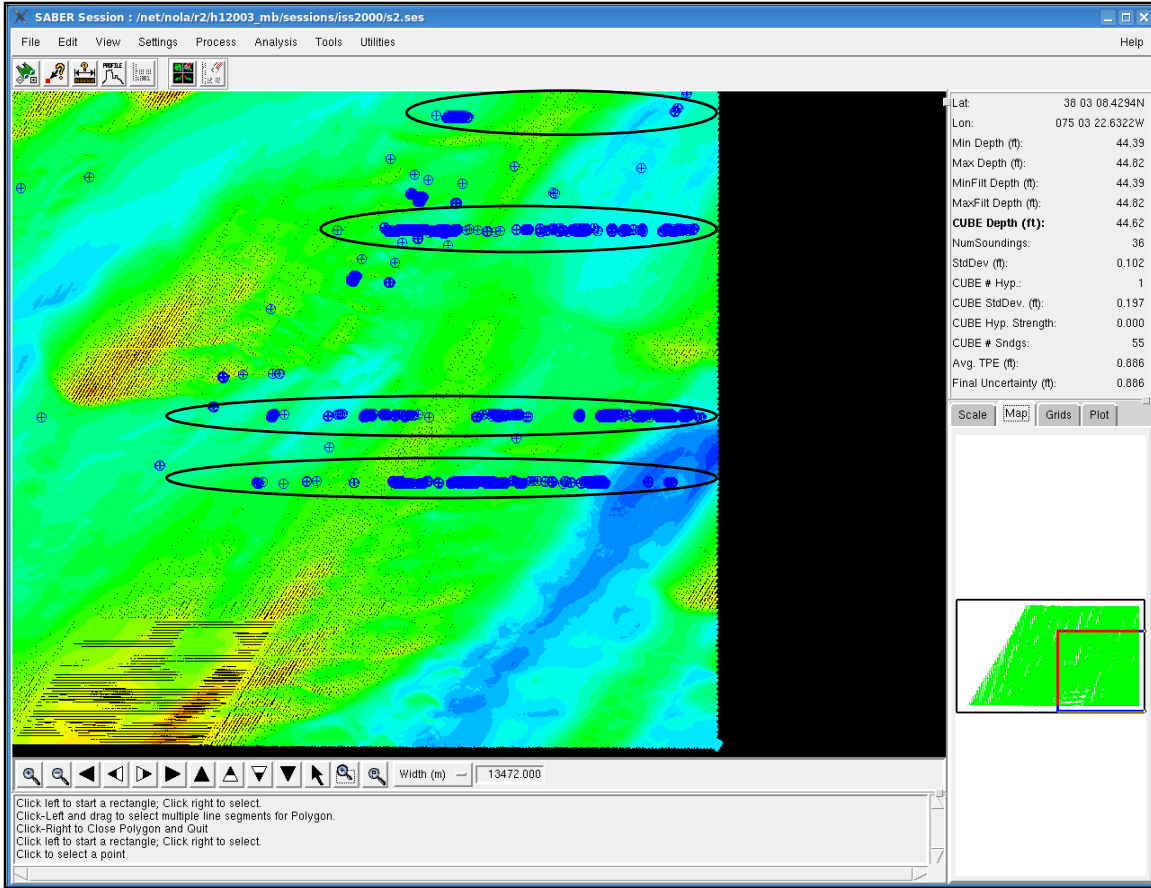 SABER Session : /net/nola/r2/h12003_mb/sessions/iss2000/s2.ses
File Edit View Settings Process Analysis Tools Utilities Help
PROFILE
Lat: 38 03 08.4294N
Lon: 075 03 22.6322W
Min Depth (ft): 44.39
Max Depth (ft): 44.82
MinFilt Depth (ft): 44.39
MaxFilt Depth (ft): 44.82
CUBE Depth (ft): 44.62
NumSoundings: 36
StdDev (ft): 0.102
CUBE # Hyp.: 1
CUBE StdDev. (ft): 0.197
CUBE Hyp. Strength: 0.000
CUBE # Sndgs: 55
Avg. TPE (ft): 0.886
Final Uncertainty (ft): 0.886
Scale Map Grids Plot
Width (m) 13472.000
Click left to start a rectangle; Click right to select.
Click-Left and drag to select multiple line segments for Polygon.
Click-Right to Close Polygon and Quit
Click left to start a rectangle; Click right to select.
Click to select a point